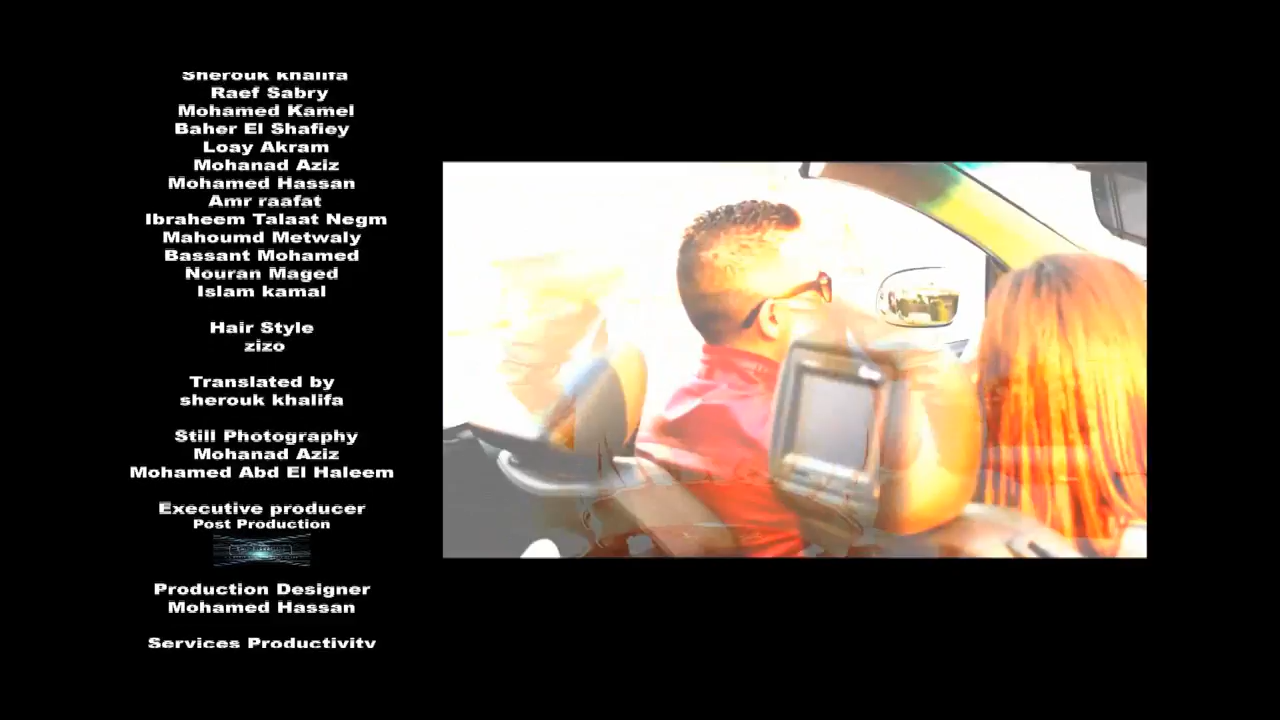 Sherouk khalifa
Raef Sabry
Mohamed Kamel
Baher El Shafiey
Loay Akram
Mohanad Aziz
Mohamed Hassan
Amr raafat
Ibraheem Talaat Negm
Mahoumd Metwaly
Bassant Mohamed
Nouran Maged
Islam kamal
Hair Style
zizo
Translated by
sherouk khalifa
Still Photography
Mohanad Aziz
Mohamed Abd El Haleem
Executive producer
Post Production
Production Designer
Mohamed Hassan
Services Productivity